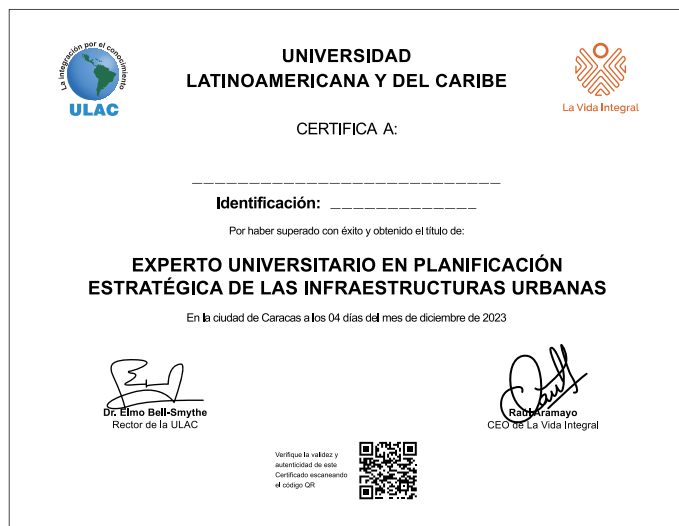 La integración por el conocimiento
ULAC
UNIVERSIDAD
LATINOAMERICANA Y DEL CARIBE
La Vida Integral
CERTIFICA A:
____________________________
Identificación: _____________
Por haber superado con éxito y obtenido el título de:
EXPERTO UNIVERSITARIO EN PLANIFICACIÓN
ESTRATÉGICA DE LAS INFRAESTRUCTURAS URBANAS
En la ciudad de Caracas a los 04 días del mes de diciembre de 2023
Dr. Elmo Bell-Smythe
Rector de la ULAC
Raúl Aramayo
CEO de La Vida Integral
Verifique la validez y
autenticidad de este
Certificado escaneando
el código QR